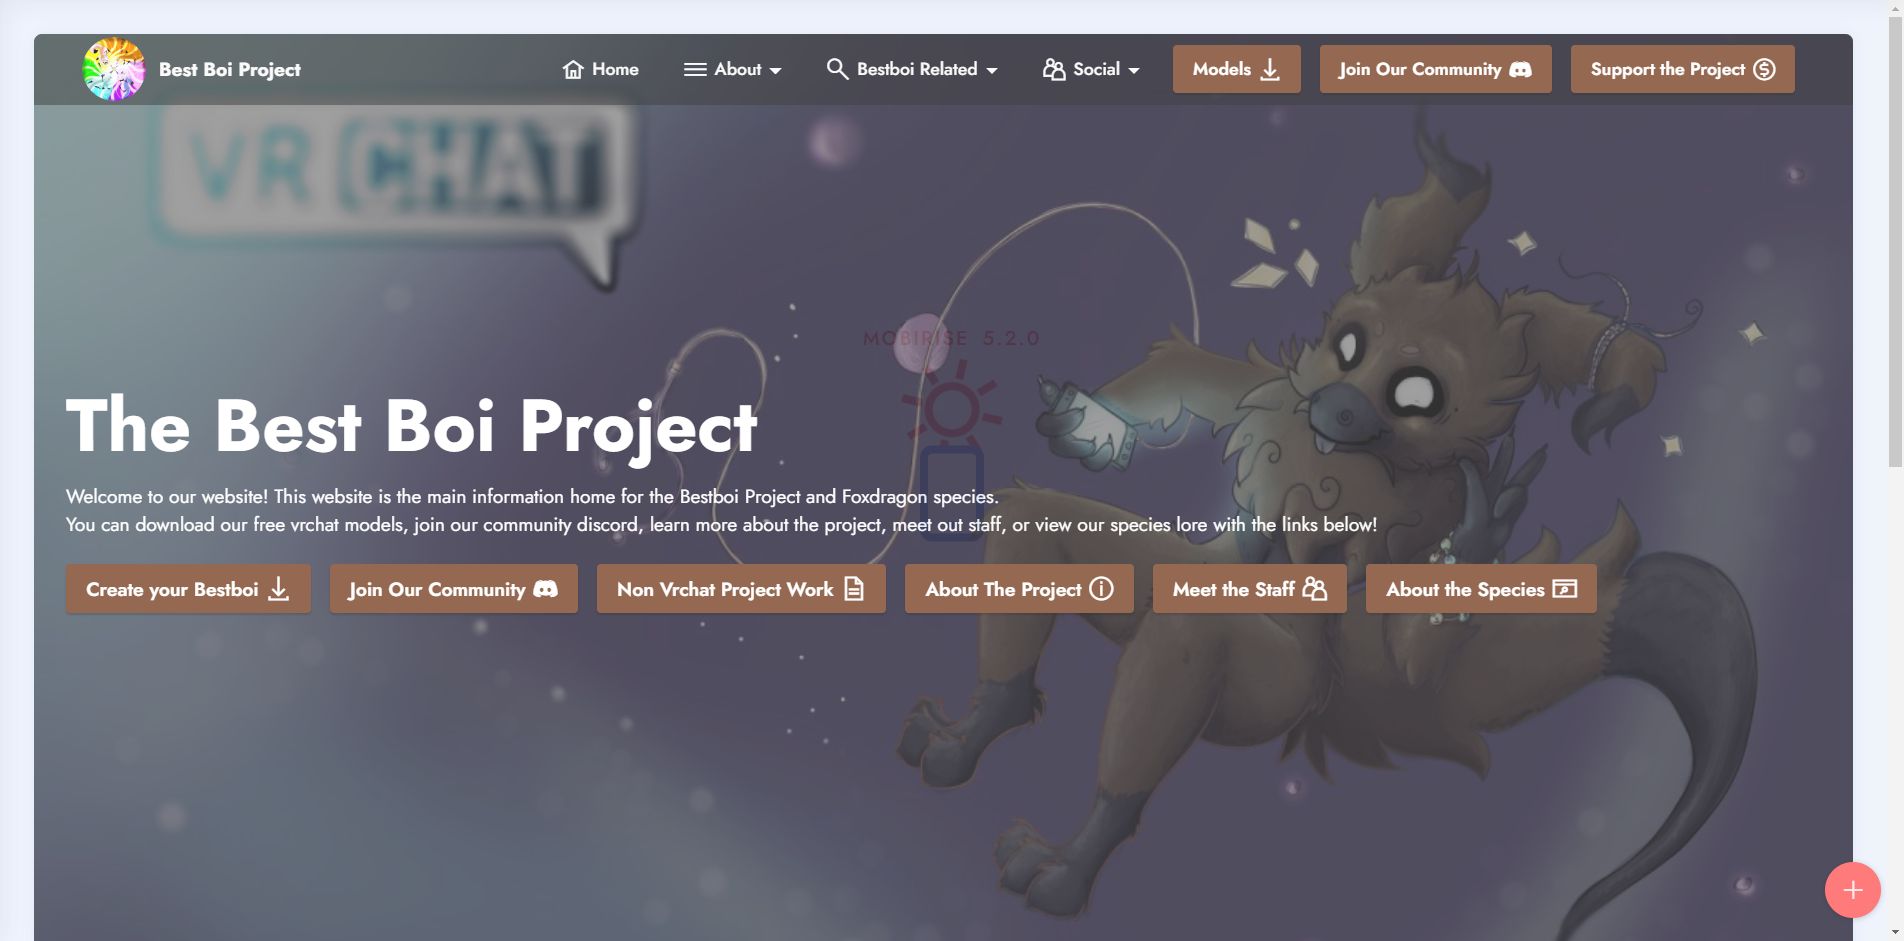 Best Boi Project
Home
About
Bestboi Related
Social
Models
Join Our Community
Support the Project
VR CHAT
MOBIRISE 5.2.0
The Best Boi Project
Welcome to our website! This website is the main information home for the Bestboi Project and Foxdragon species.
You can download our free vrchat models, join our community discord, learn more about the project, meet out staff, or view our species lore with the links below!
Create your Bestboi
Join Our Community
Non Vrchat Project Work
About The Project
Meet the Staff
About the Species